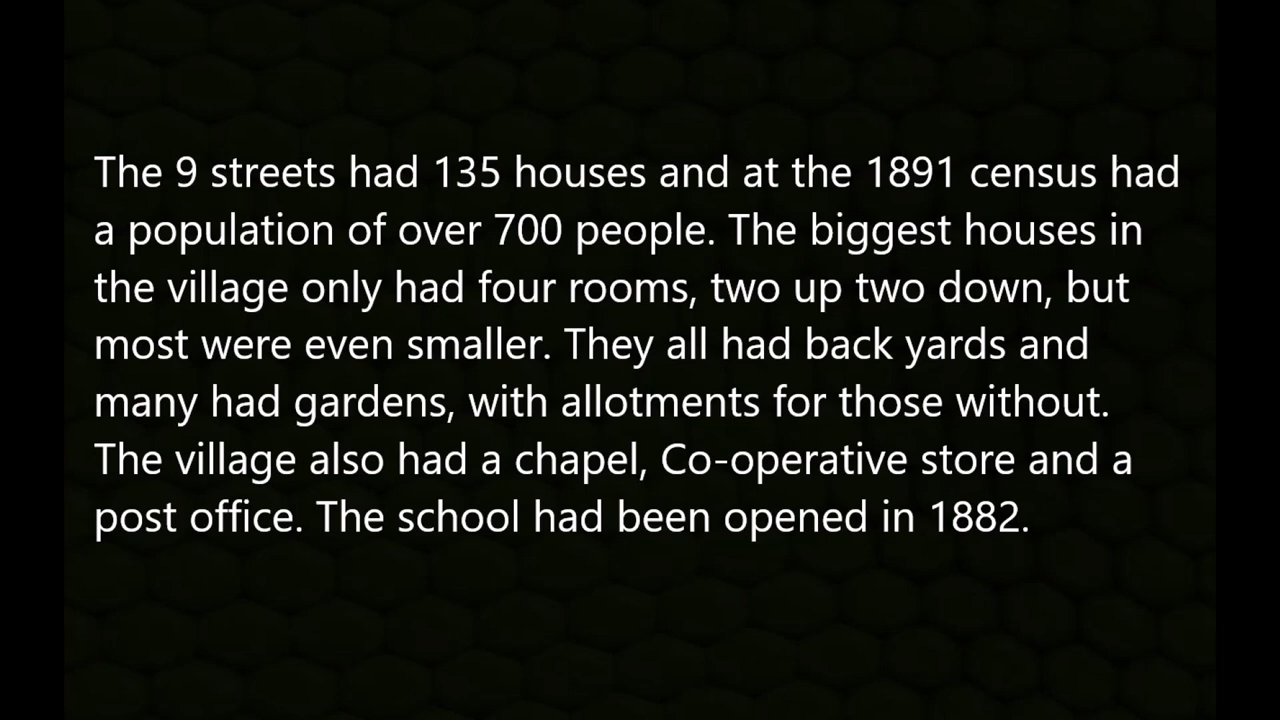 The 9 streets had 135 houses and at the 1891 census had
a population of over 700 people. The biggest houses in
the village only had four rooms, two up two down, but
most were even smaller. They all had back yards and
many had gardens, with allotments for those without.
The village also had a chapel, Co-operative store and a
post office. The school had been opened in 1882.